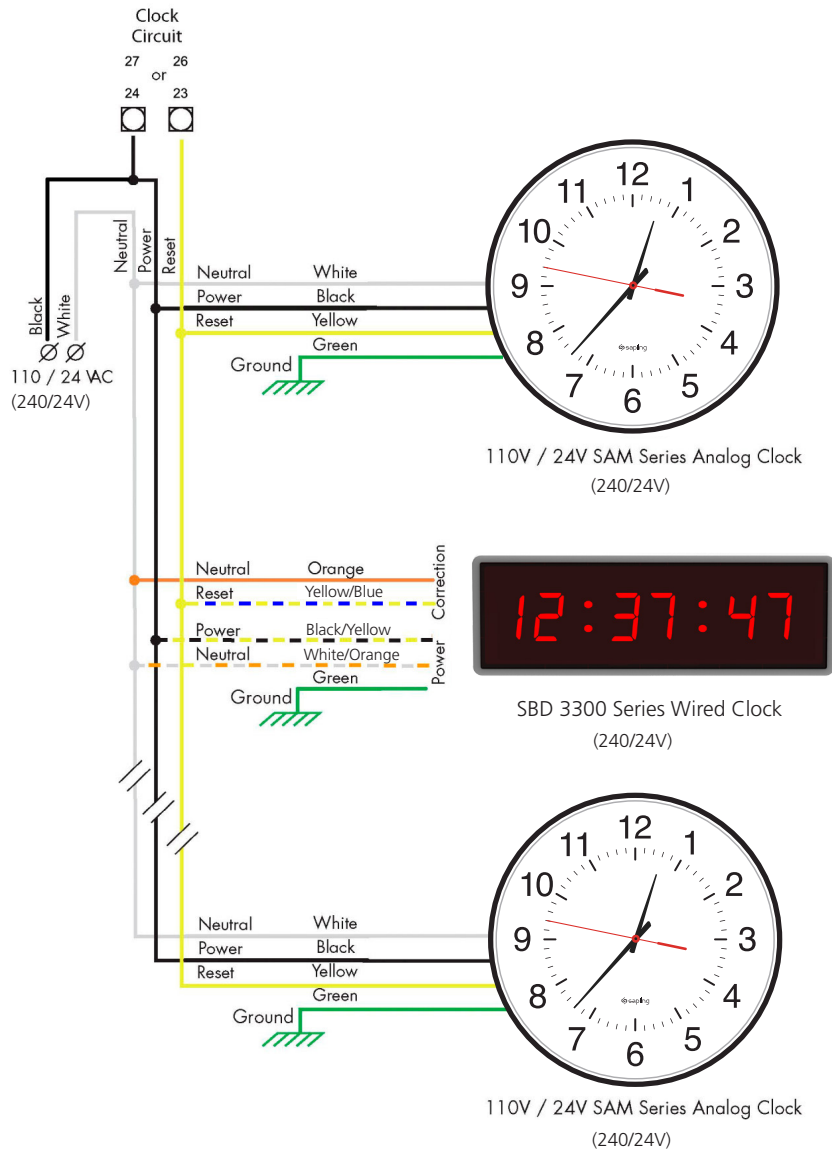 Clock
Circuit
27 26
or
24 23
Neutral
Power
Reset
Black
White
110 / 24 VAC
(240/24V)
Neutral White
Power Black
Reset Yellow
Green
Ground
12
1
2
3
4
5
6
7
8
9
10
11
sapling
110V / 24V SAM Series Analog Clock
(240/24V)
Neutral Orange
Reset Yellow/Blue
Correction
Power Black/Yellow
Neutral White/Orange
Power
Green
Ground
12:37:47
SBD 3300 Series Wired Clock
(240/24V)
Neutral White
Power Black
Reset Yellow
Green
Ground
12
1
2
3
4
5
6
7
8
9
10
11
sapling
110V / 24V SAM Series Analog Clock
(240/24V)